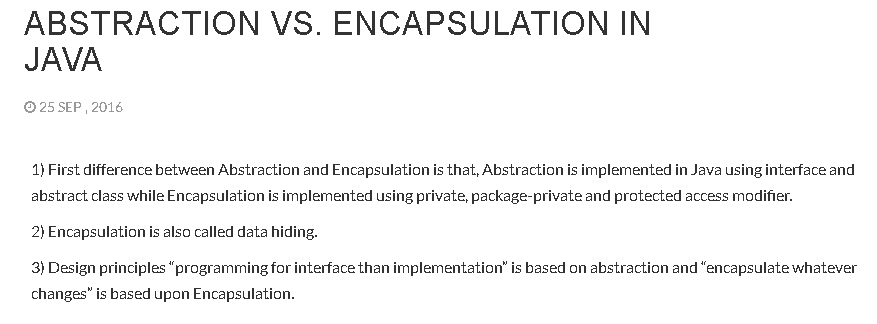 ABSTRACTION VS. ENCAPSULATION IN
JAVA
25 SEP , 2016
1) First difference between Abstraction and Encapsulation is that, Abstraction is implemented in Java using interface and
abstract class while Encapsulation is implemented using private, package-private and protected access modifier.
2) Encapsulation is also called data hiding.
3) Design principles “programming for interface than implementation” is based on abstraction and “encapsulate whatever
changes” is based upon Encapsulation.